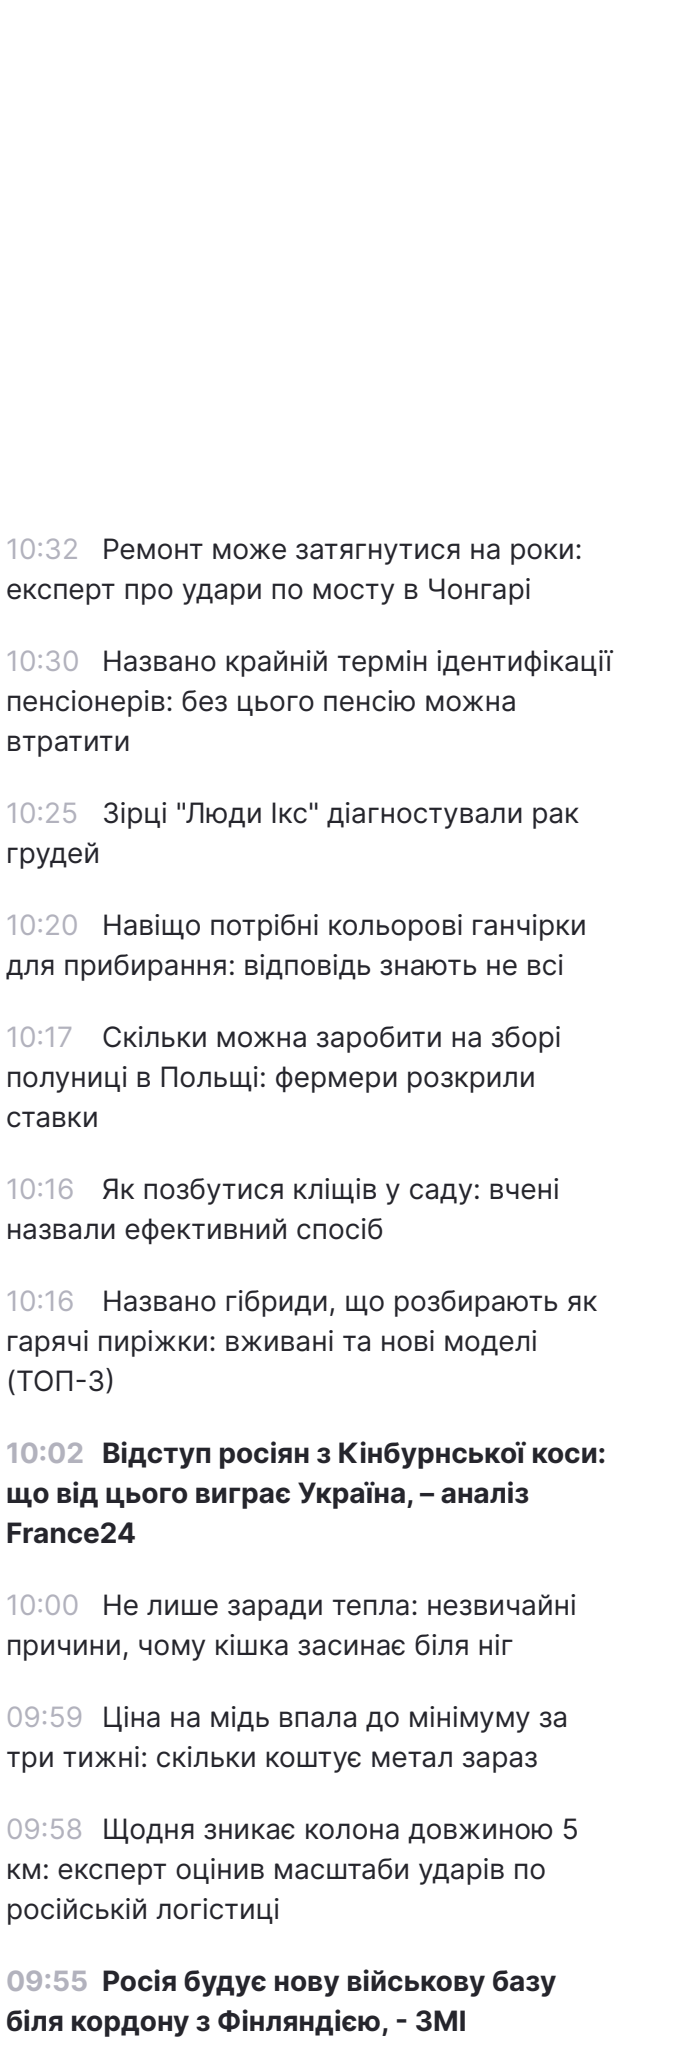 10:32 Ремонт може затягнутися на роки:
експерт про удари по мосту в Чонгарі
10:30 Названо крайній термін ідентифікації
пенсіонерів: без цього пенсію можна
втратити
10:25 Зірці "Люди Ікс" діагностували рак
грудей
10:20 Навіщо потрібні кольорові ганчірки
для прибирання: відповідь знають не всі
10:17 Скільки можна заробити на зборі
полуниці в Польщі: фермери розкрили
ставки
10:16 Як позбутися кліщів у саду: вчені
назвали ефективний спосіб
10:16 Названо гібриди, що розбирають як
гарячі пиріжки: вживані та нові моделі
(ТОП-3)
10:02 Відступ росіян з Кінбурнської коси:
що від цього виграє Україна, – аналіз
France24
10:00 Не лише заради тепла: незвичайні
причини, чому кішка засинає біля ніг
09:59 Ціна на мідь впала до мінімуму за
три тижні: скільки коштує метал зараз
09:58 Щодня зникає колона довжиною 5
км: експерт оцінив масштаби ударів по
російській логістиці
09:55 Росія будує нову військову базу
біля кордону з Фінляндією, - ЗМІ